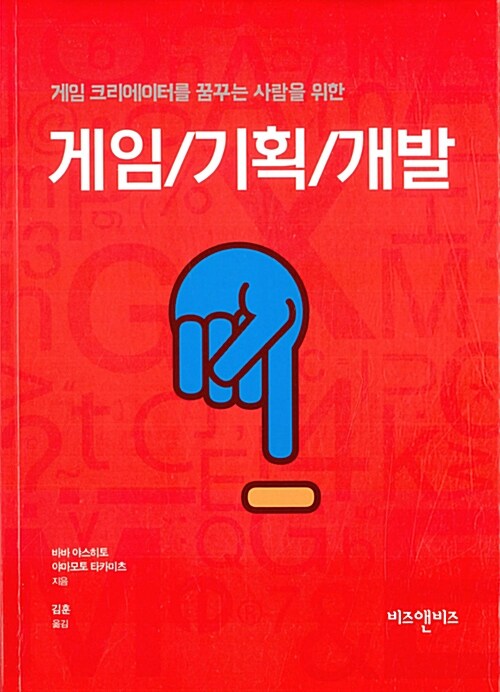 게임 크리에이터를 꿈꾸는 사람을 위한
게임/기획/개발
바바 야스히토
야마모토 타카미츠
지음
김훈
옮김
비즈앤비즈